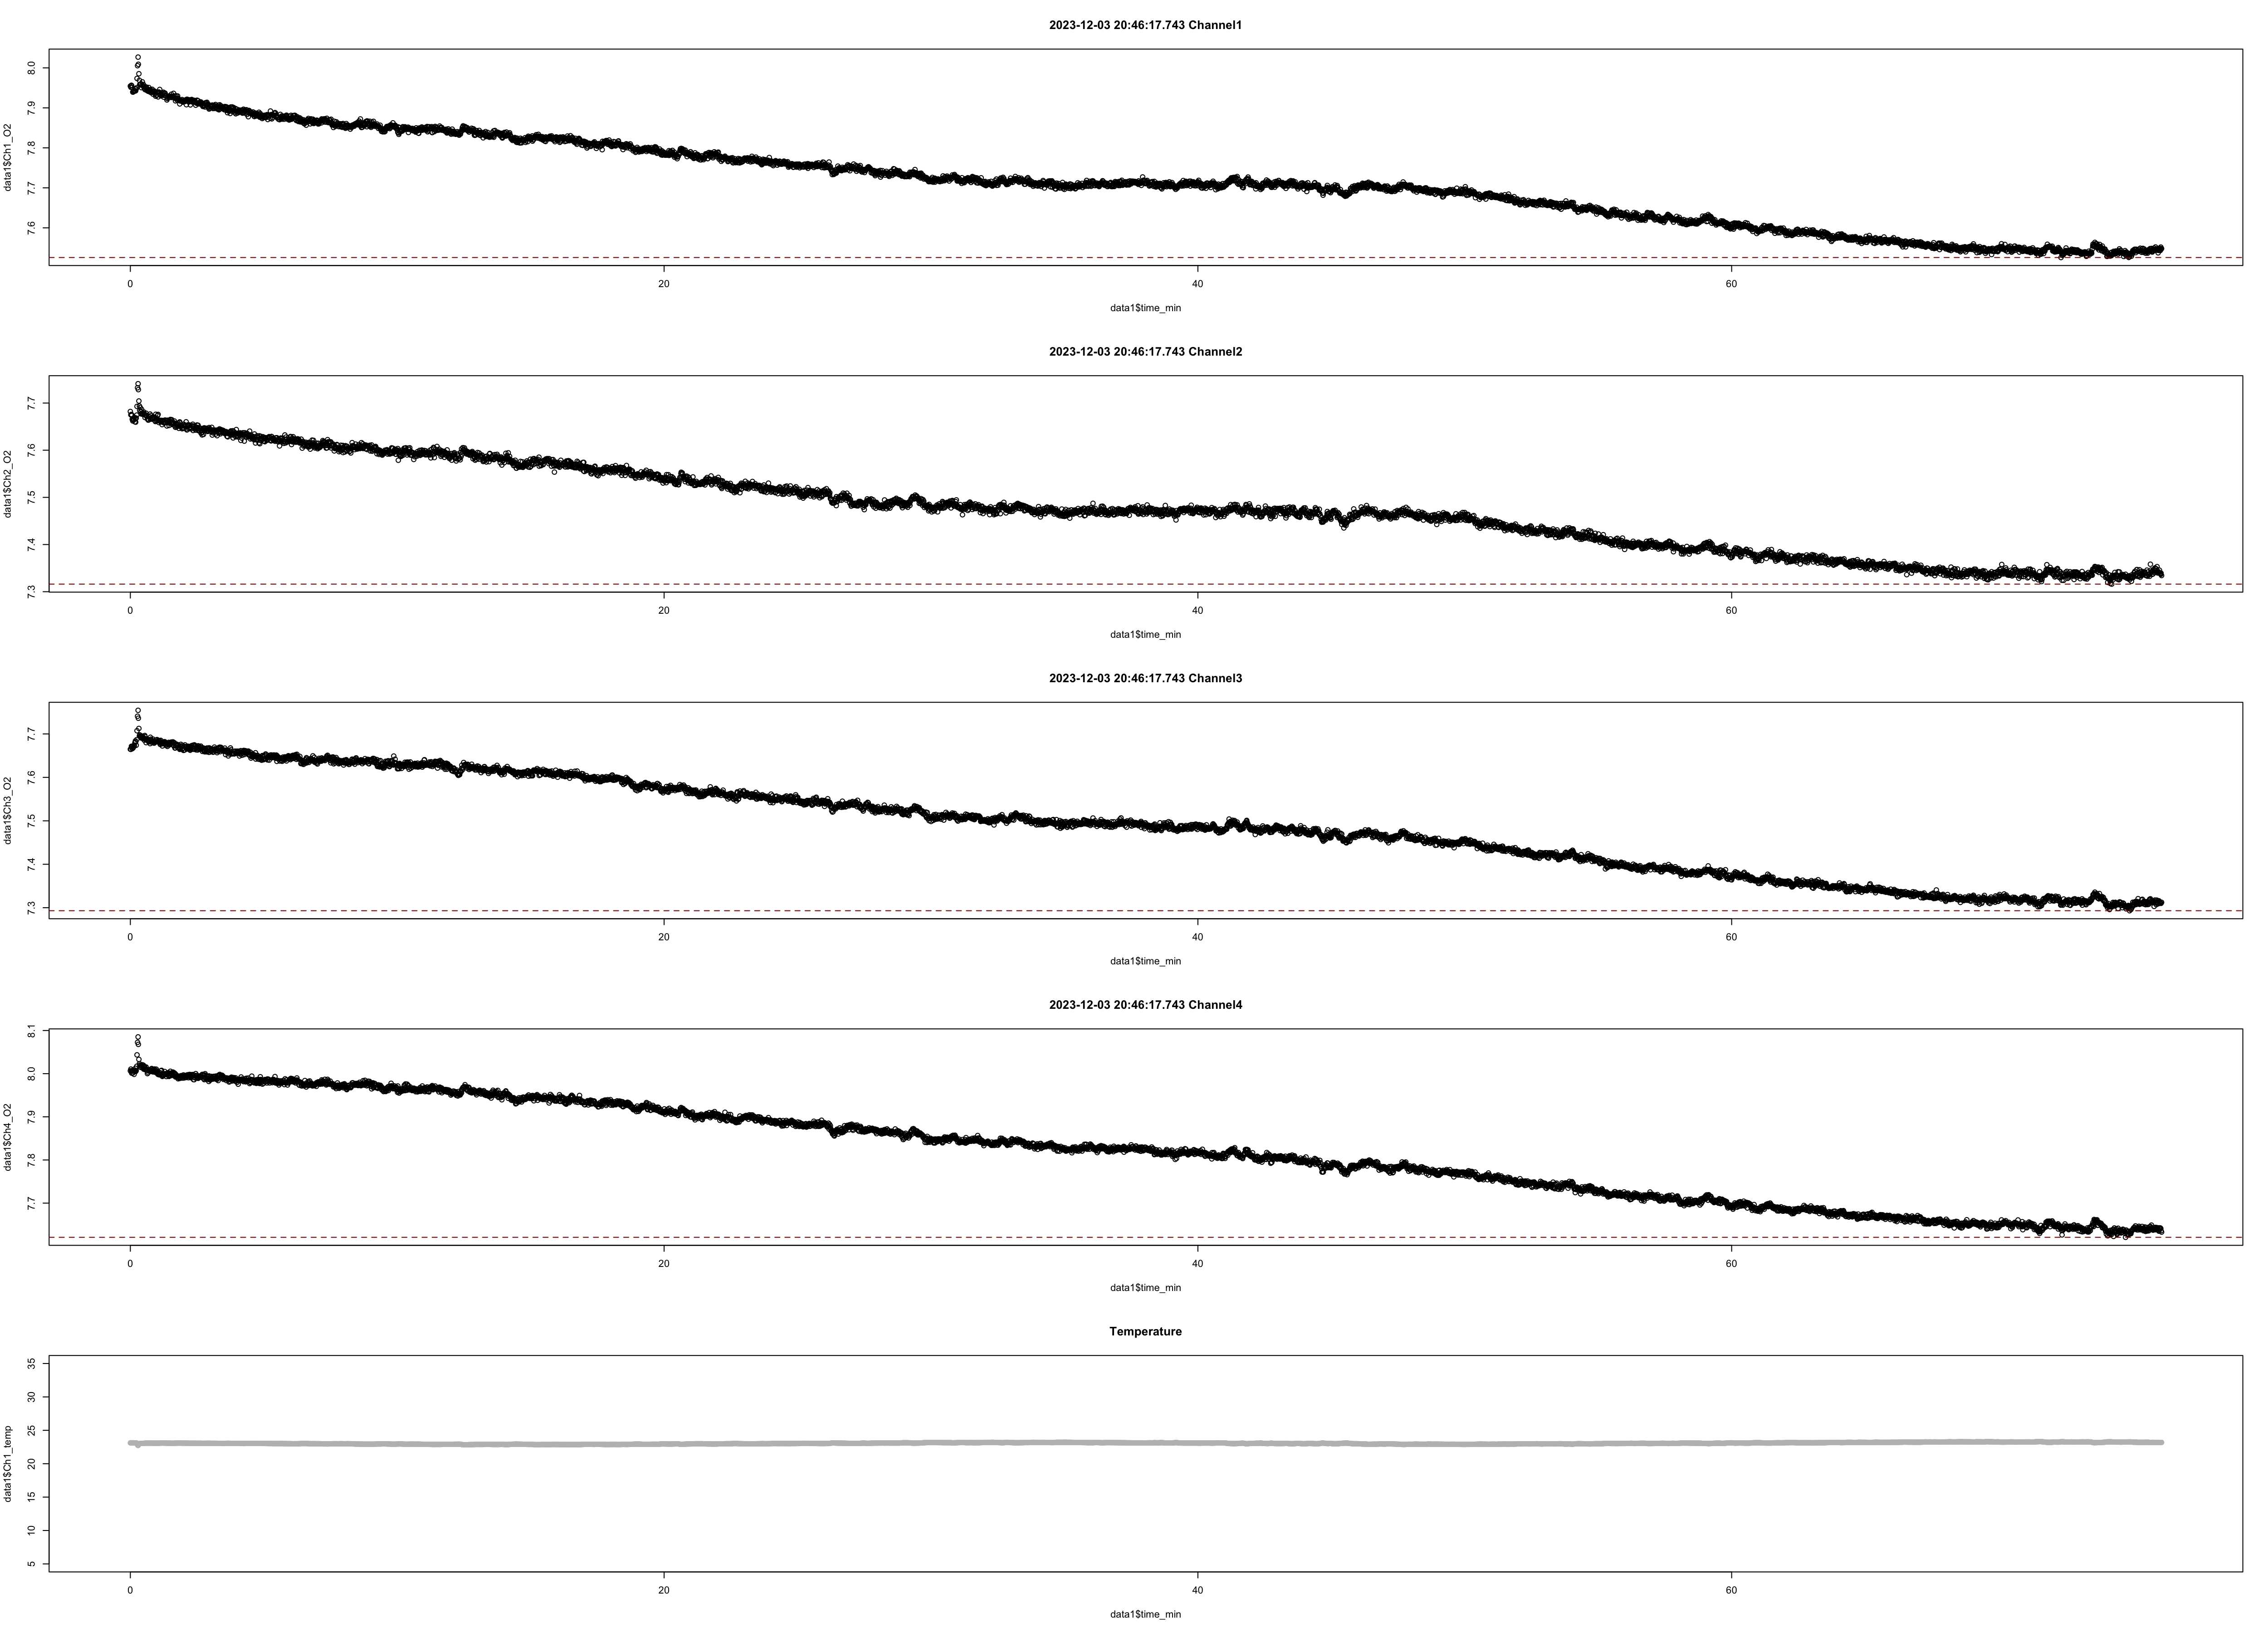 2023-12-03 20:46:17.743 Channel1
data1$Ch1_O2
8.0
7.9
7.8
7.7
7.6
0 20 40 60
data1$time_min
2023-12-03 20:46:17.743 Channel2
data1$Ch2_O2
7.7
7.6
7.5
7.4
7.3
0 20 40 60
data1$time_min
2023-12-03 20:46:17.743 Channel3
data1$Ch3_O2
7.7
7.6
7.5
7.4
7.3
0 20 40 60
data1$time_min
2023-12-03 20:46:17.743 Channel4
data1$Ch4_O2
8.1
8.0
7.9
7.8
7.7
0 20 40 60
data1$time_min
Temperature
data1$Ch1_temp
35
30
25
20
15
10
5
0 20 40 60
data1$time_min